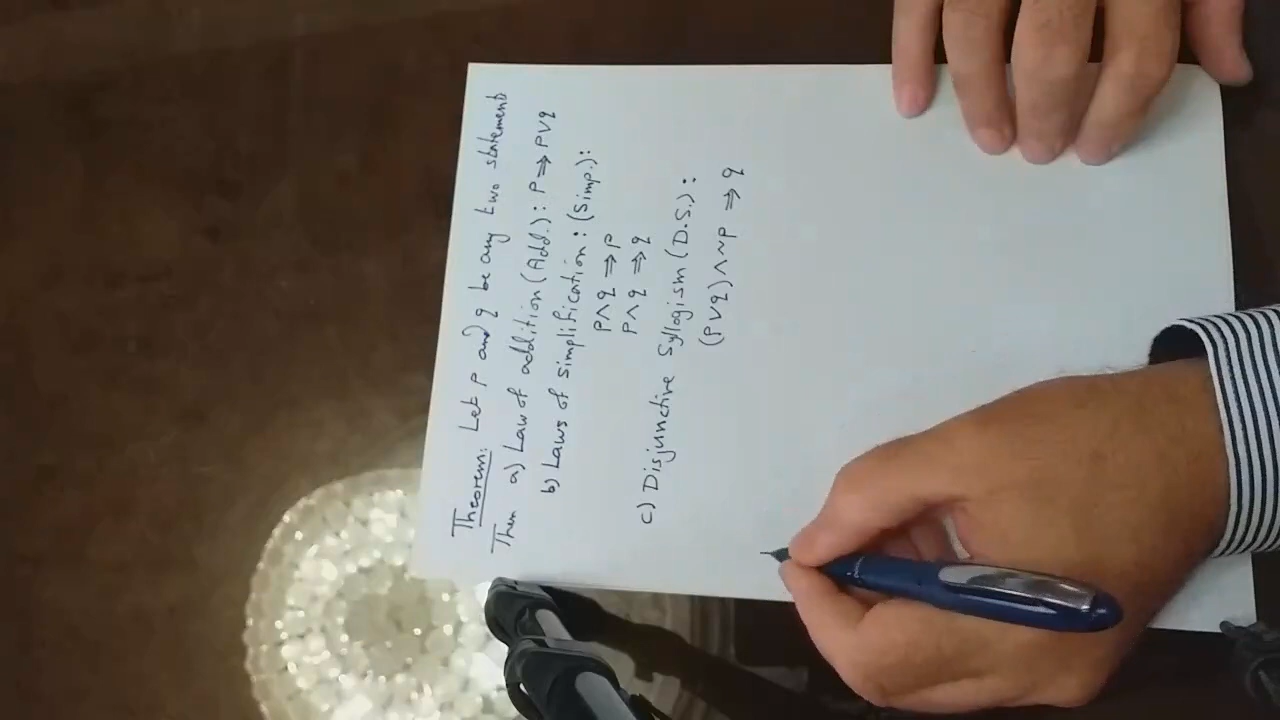 Theorem: Let p and q be any two statement
Then a) Law of addition (Add.): P ⇒ P∨q
b) Laws of simplification: (Simp.):
P∧q ⇒ P
P∧q ⇒ q
c) Disjunctive Syllogism (D.S.):
(P∨q)∧~P ⇒ q